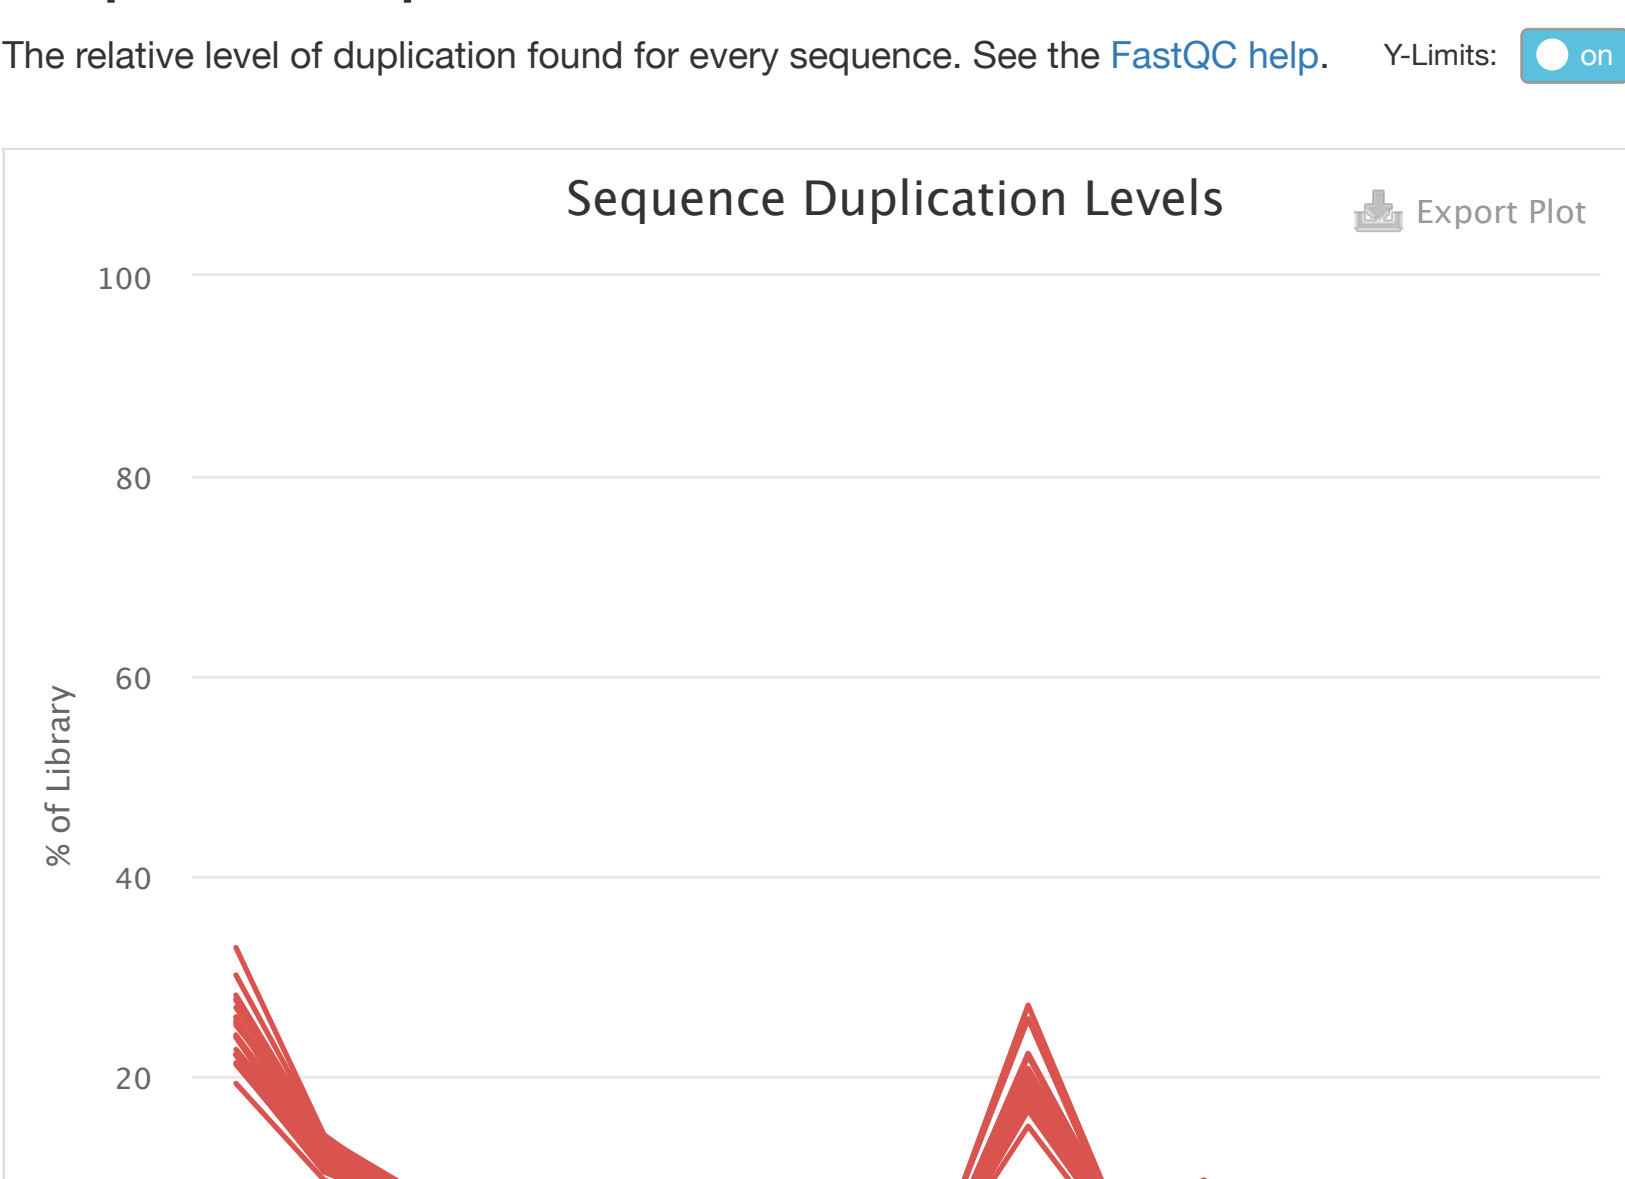 The relative level of duplication found for every sequence. See the FastQC help. Y-Limits: on
Sequence Duplication Levels
Export Plot
100
80
60
% of Library
40
20